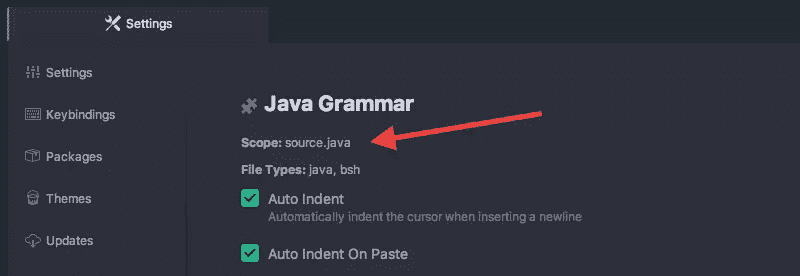 Settings
Settings
Keybindings
Packages
Themes
Updates
Java Grammar
Scope: source.java
File Types: java, bsh
Auto Indent
Automatically indent the cursor when inserting a newline
Auto Indent On Paste